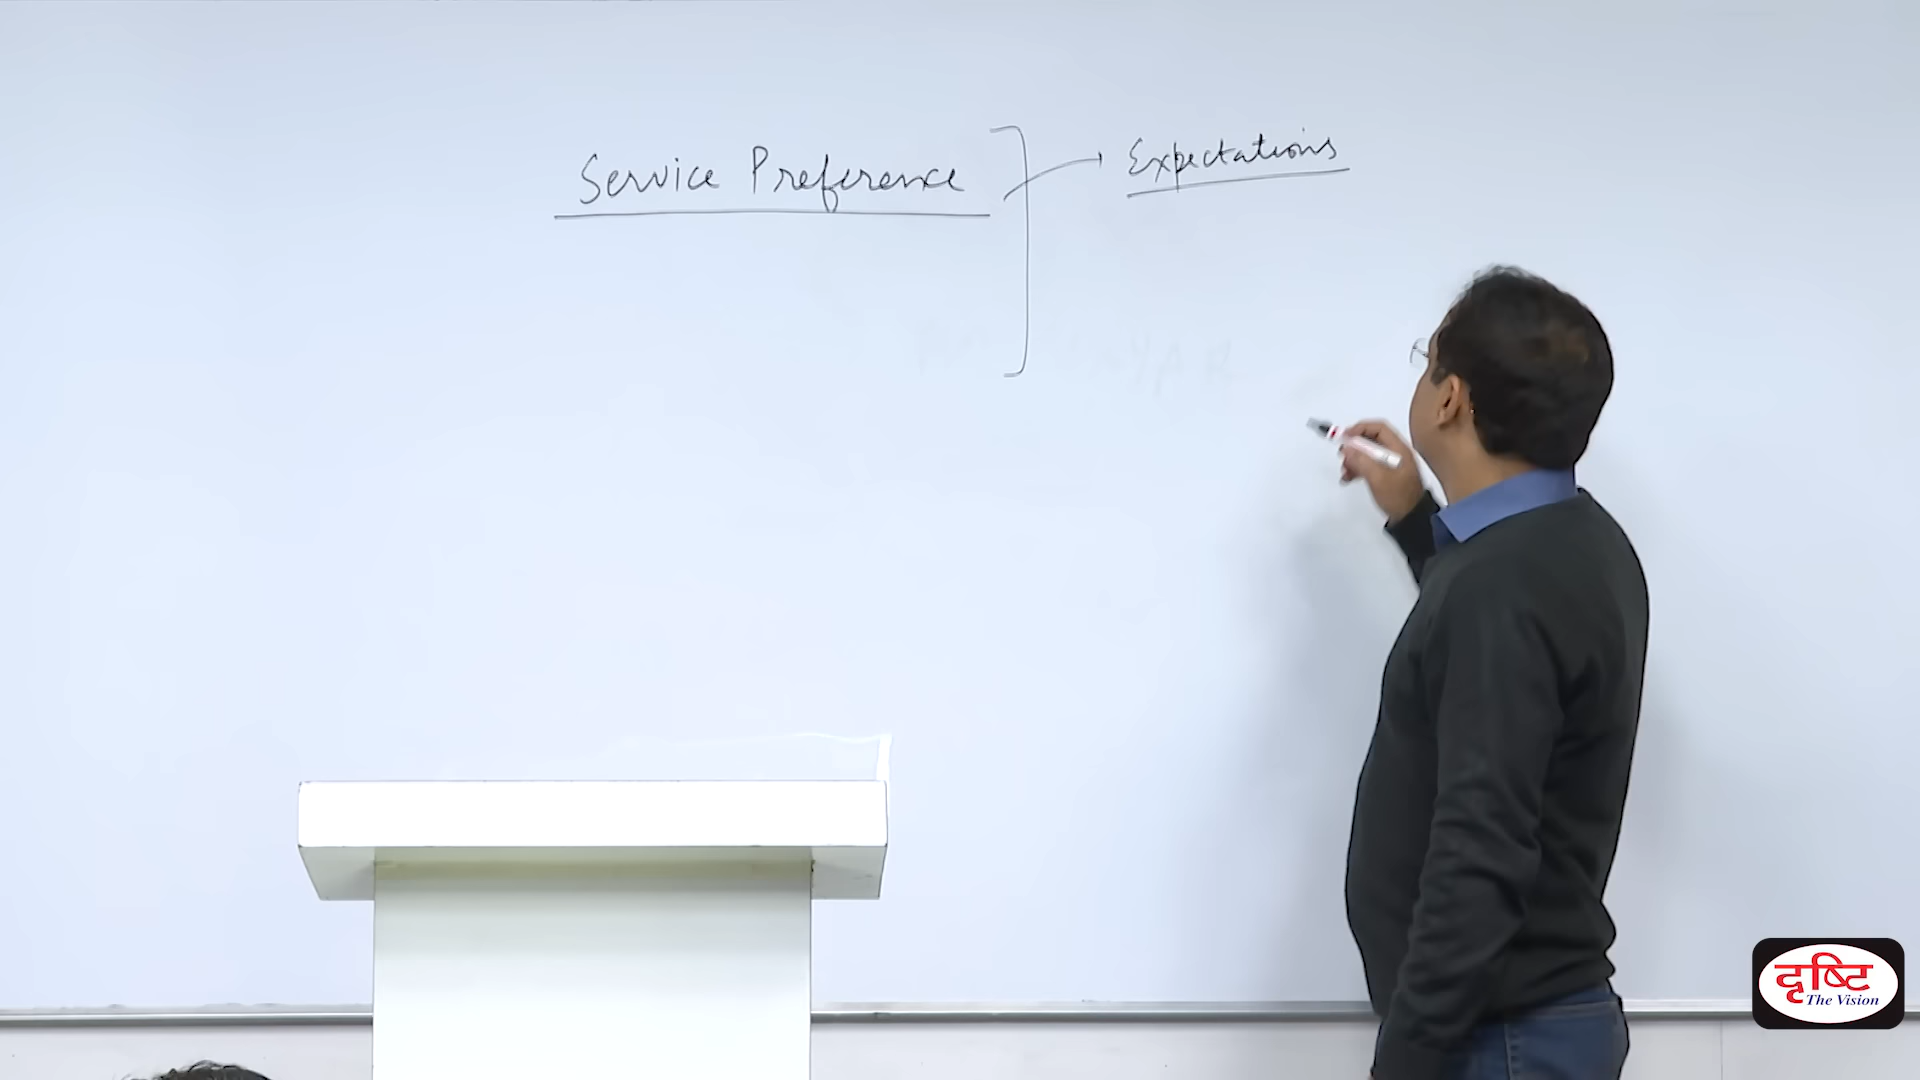 Service Preference
Expectations
दृष्टि
The Vision